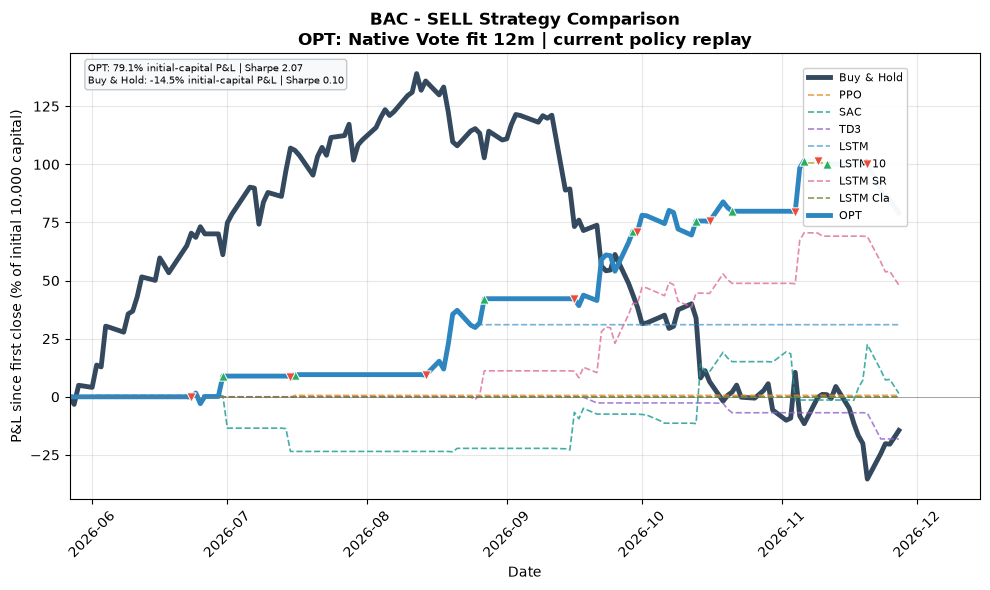 BAC - SELL Strategy Comparison
OPT: Native Vote fit 12m | current policy replay
OPT: 79.1% initial-capital P&L | Sharpe 2.07
Buy & Hold: -14.5% initial-capital P&L | Sharpe 0.10
Buy & Hold
PPO
SAC
TD3
LSTM
LSTM 10
LSTM SR
LSTM Cla
OPT
P&L since first close (% of initial 10,000 capital)
125
100
75
50
25
0
−25
2026-06
2026-07
2026-08
2026-09
2026-10
2026-11
2026-12
Date